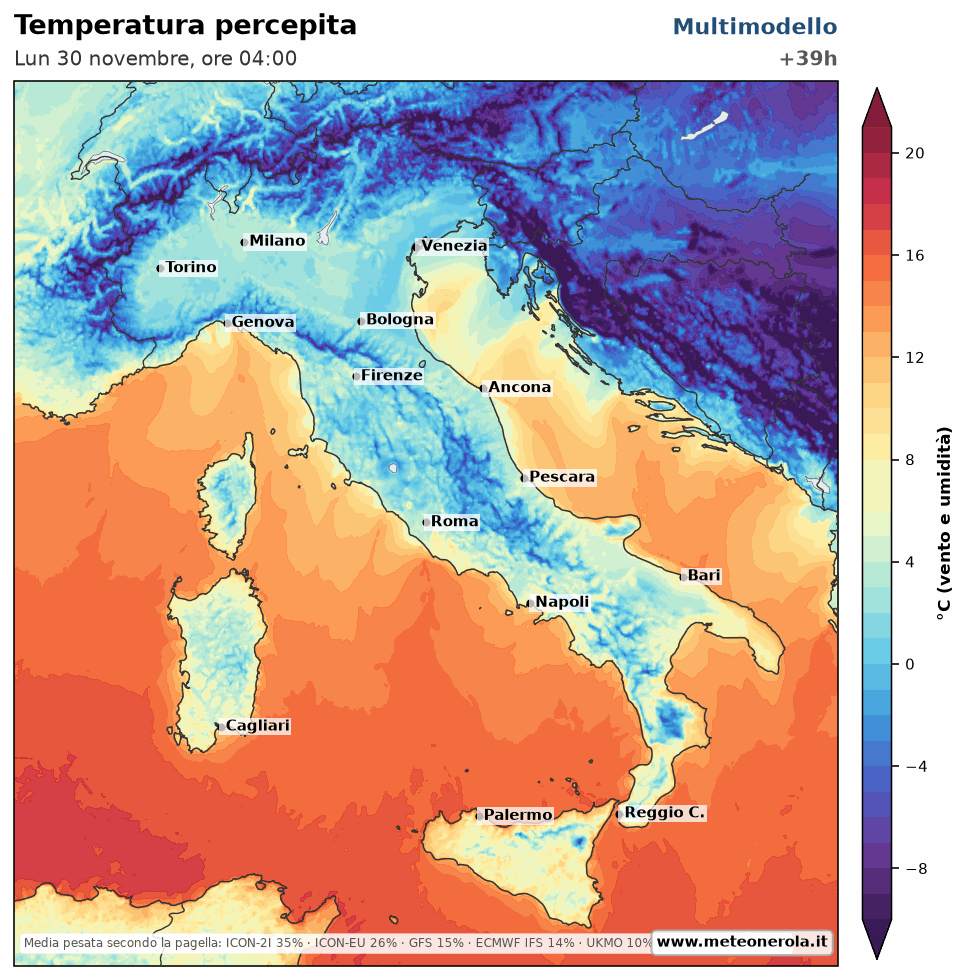 Temperatura percepita
Multimodello
Lun 30 novembre, ore 04:00
+39h
Milano
Venezia
Torino
Genova
Bologna
Firenze
Ancona
Pescara
Roma
Bari
Napoli
Cagliari
Palermo
Reggio C.
20
16
12
8
4
0
−4
−8
°C (vento e umidità)
Media pesata secondo la pagella: ICON-2I 35% · ICON-EU 26% · GFS 15% · ECMWF IFS 14% · UKMO 10%
www.meteonerola.it